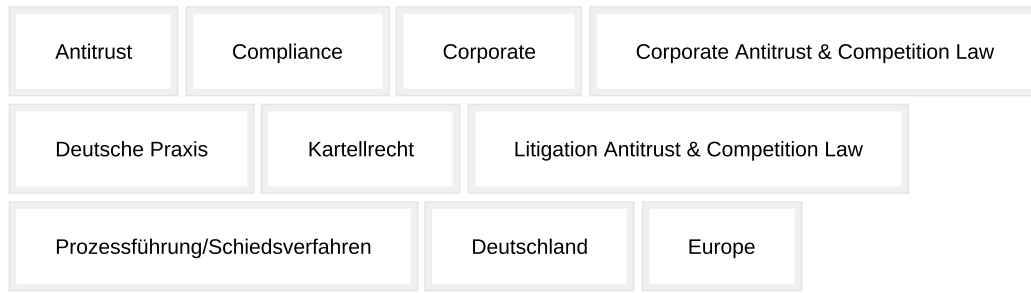 Antitrust Compliance Corporate Corporate Antitrust & Competition Law
Deutsche Praxis Kartellrecht Litigation Antitrust & Competition Law
Prozessführung/Schiedsverfahren Deutschland Europe